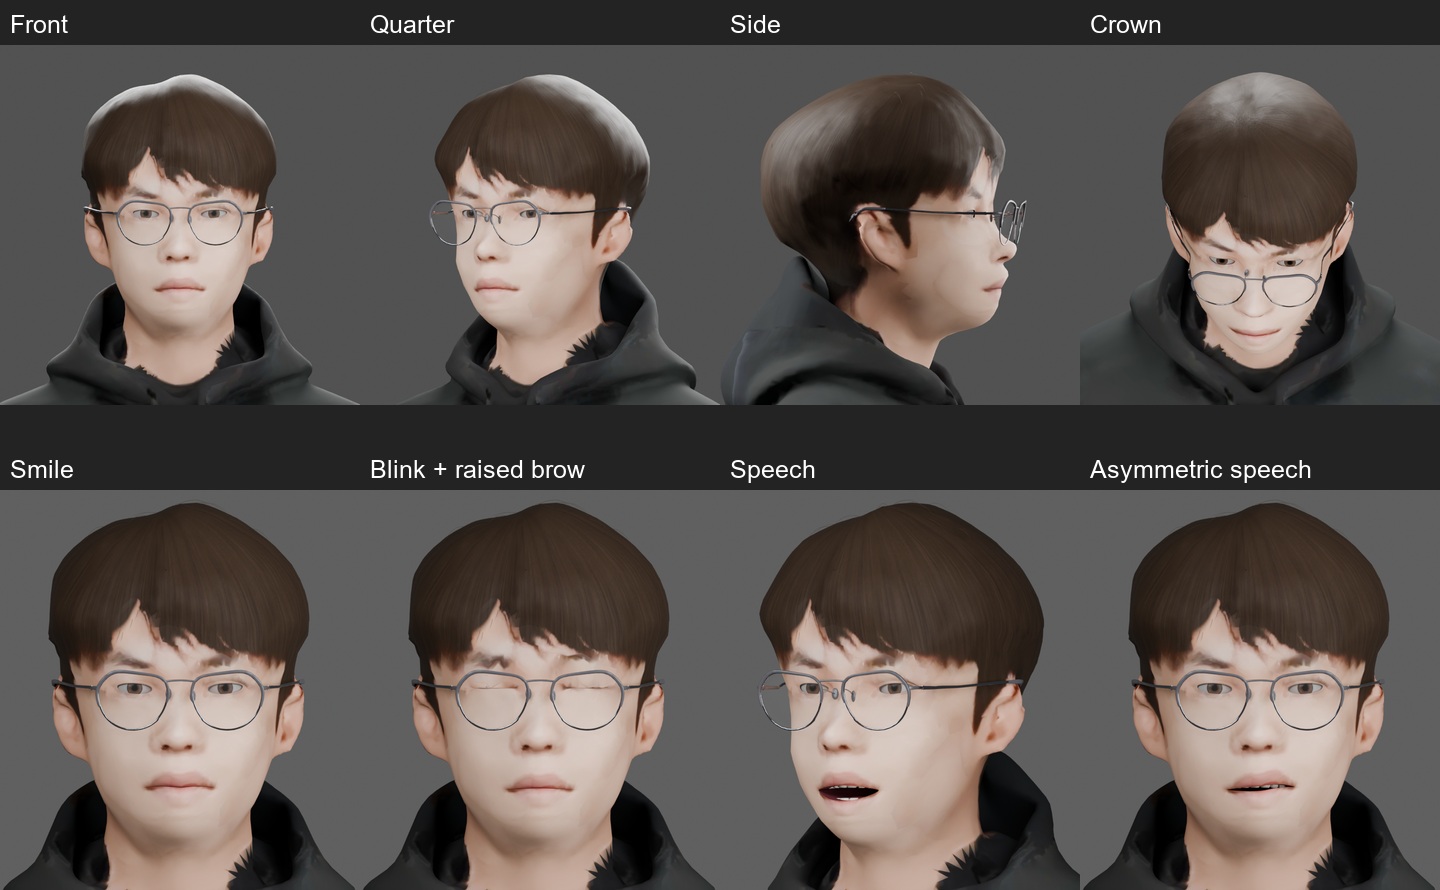 Front
Quarter
Side
Crown
Smile
Blink + raised brow
Speech
Asymmetric speech